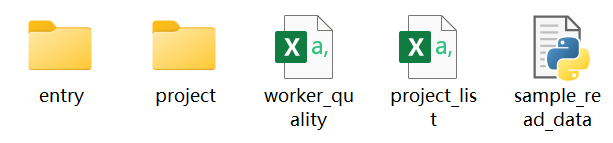 entry
project
worker_qu
ality
project_lis
t
sample_re
ad_data
X a,
X a,